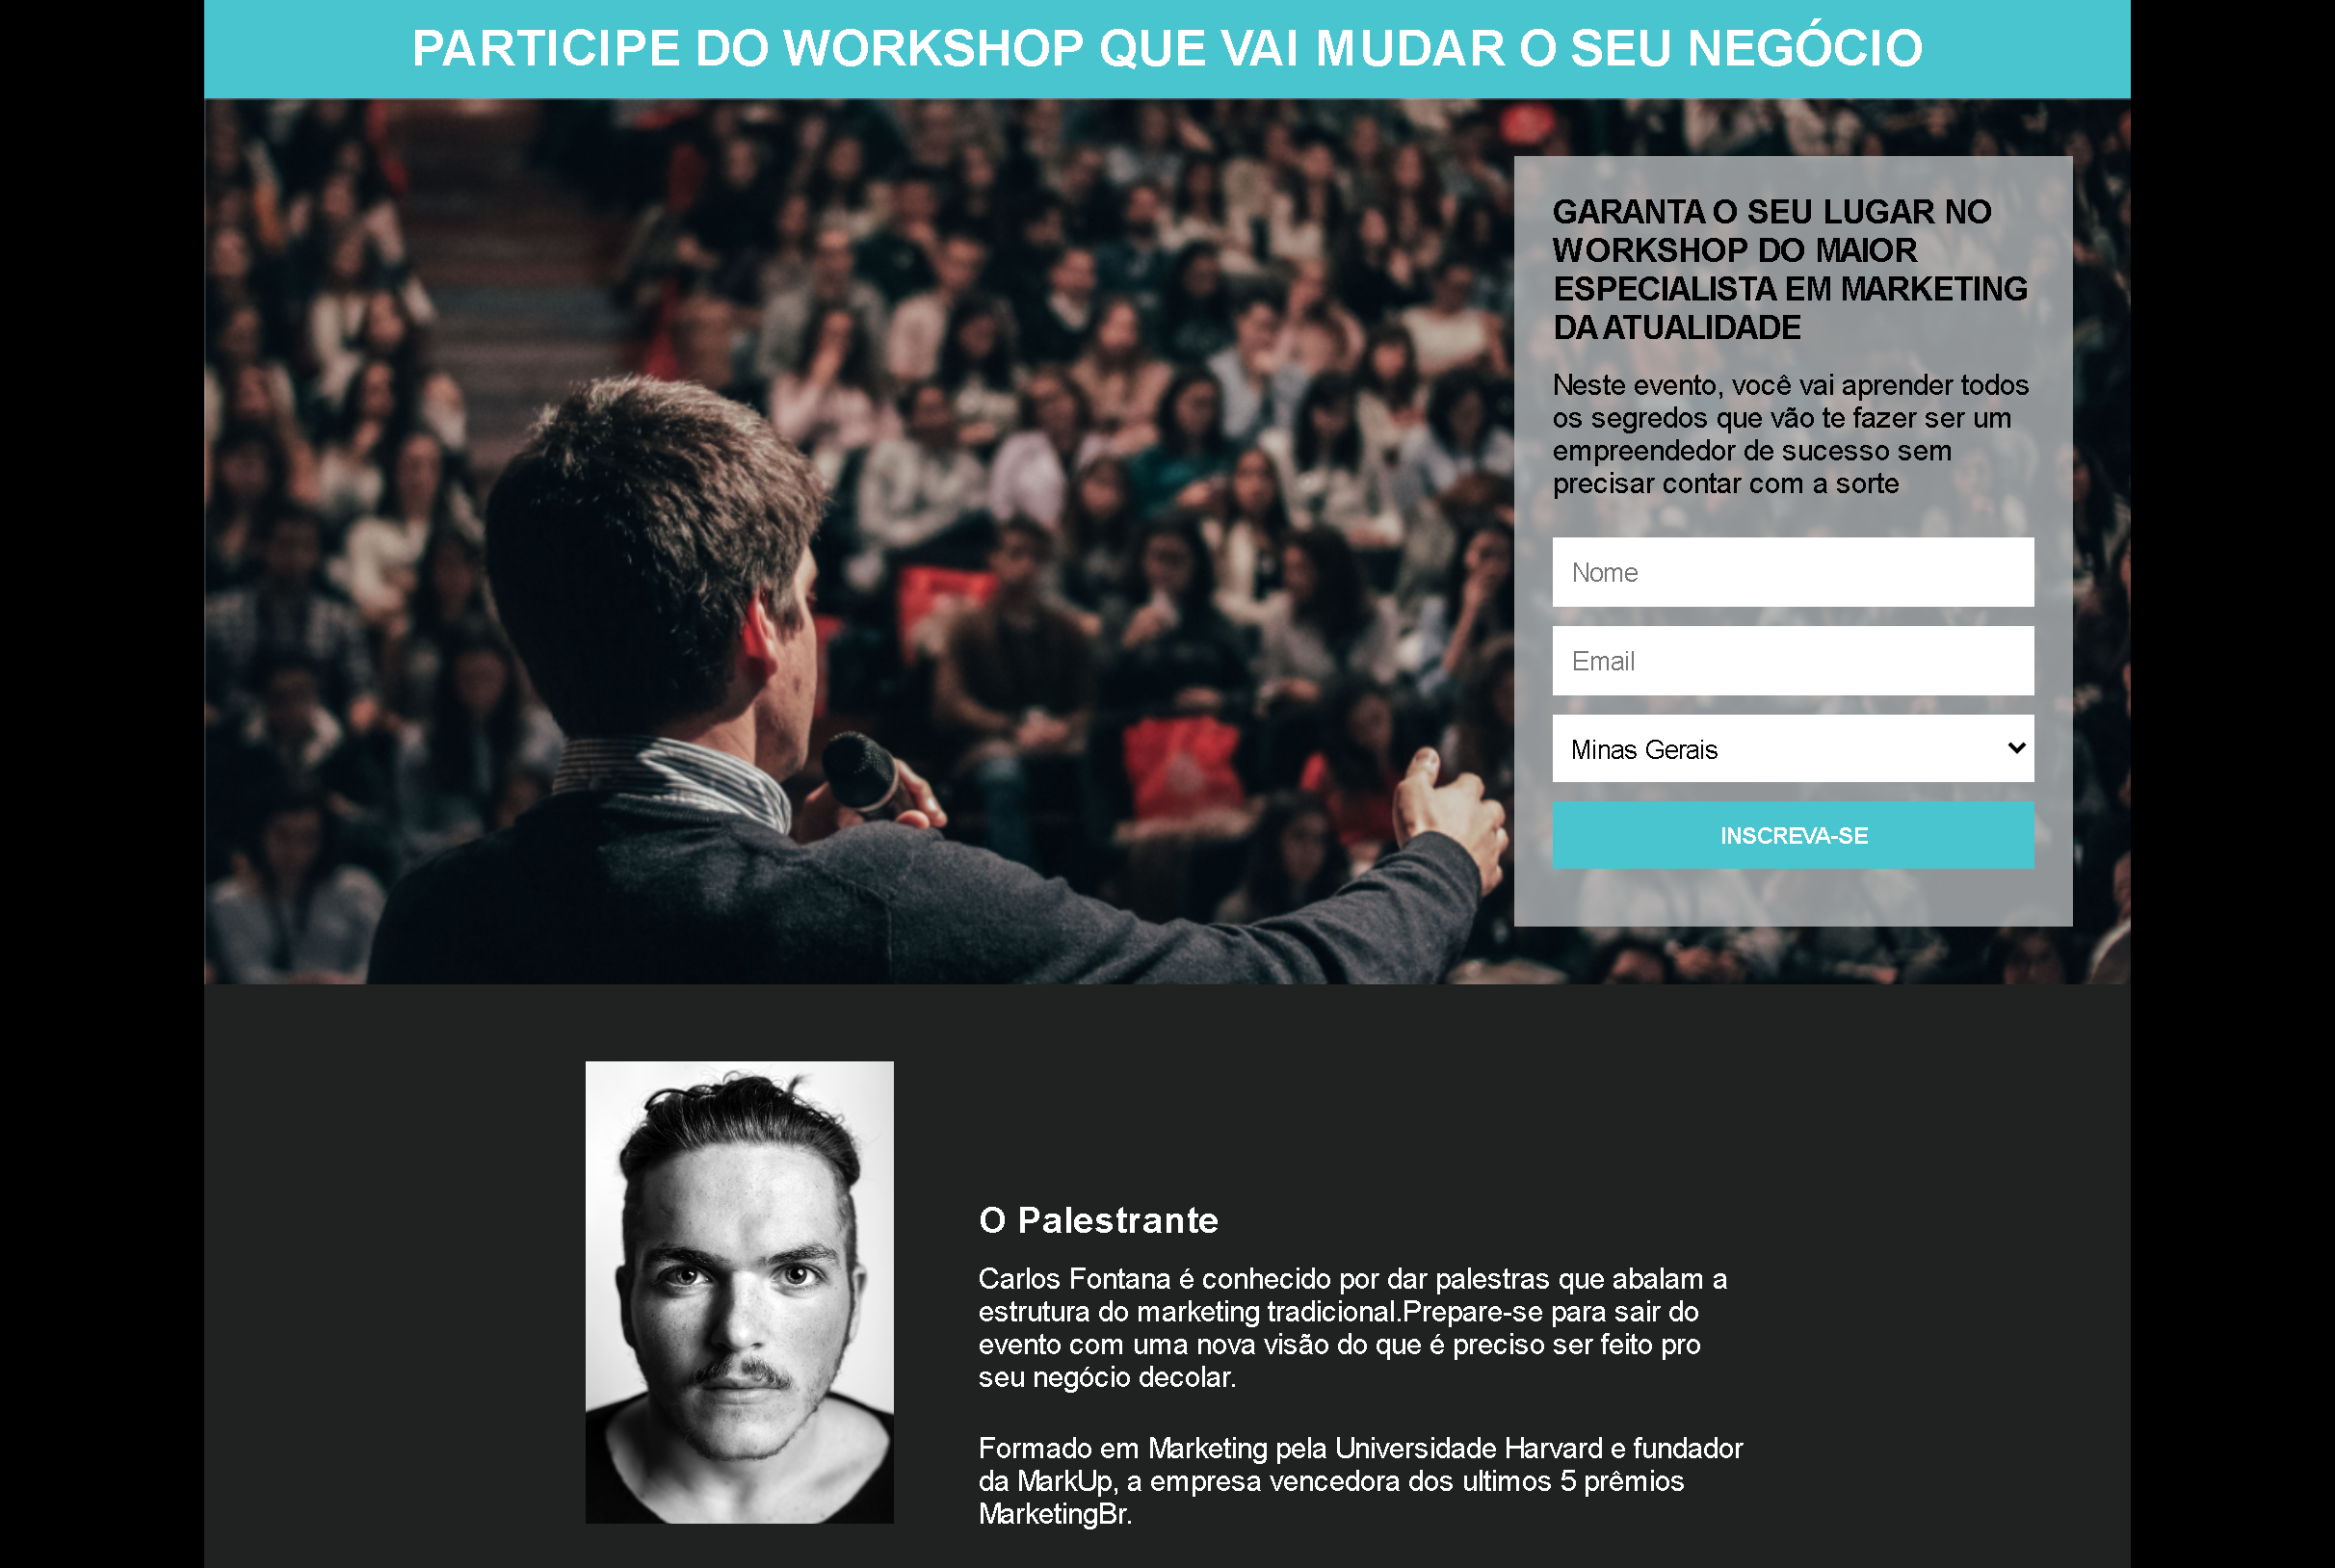 PARTICIPE DO WORKSHOP QUE VAI MUDAR O SEU NEGÓCIO
GARANTA O SEU LUGAR NO
WORKSHOP DO MAIOR
ESPECIALISTA EM MARKETING
DA ATUALIDADE
Neste evento, você vai aprender todos
os segredos que vão te fazer ser um
empreendedor de sucesso sem
precisar contar com a sorte
Nome
Email
Minas Gerais
INSCREVA-SE
O Palestrante
Carlos Fontana é conhecido por dar palestras que abalam a
estrutura do marketing tradicional.Prepare-se para sair do
evento com uma nova visão do que é preciso ser feito pro
seu negócio decolar.
Formado em Marketing pela Universidade Harvard e fundador
da MarkUp, a empresa vencedora dos ultimos 5 prêmios
MarketingBr.